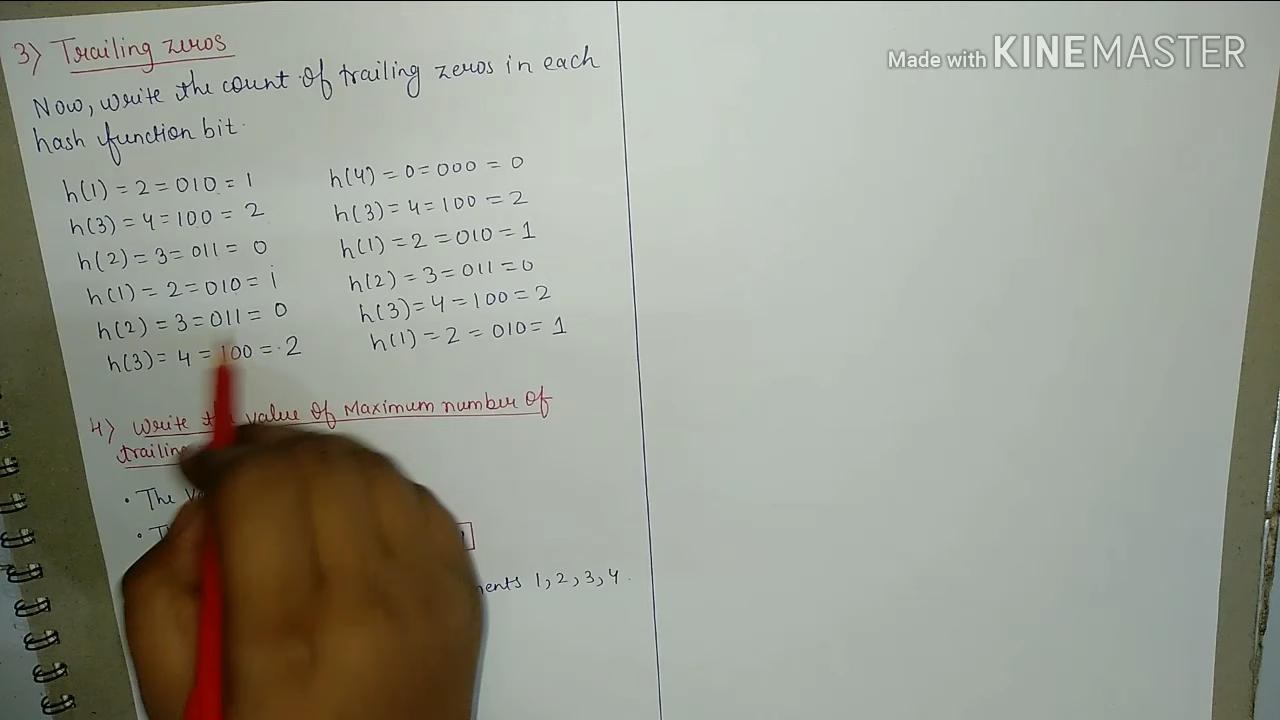 3) Trailing zeros
Now, write the count of trailing zeros in each
hash function bit.
h(1) = 2 = 010 = 1
h(3) = 4 = 100 = 2
h(2) = 3 = 011 = 0
h(1) = 2 = 010 = 1
h(2) = 3 = 011 = 0
h(3) = 4 = 100 = 2
h(4) = 0 = 000 = 0
h(3) = 4 = 100 = 2
h(1) = 2 = 010 = 1
h(2) = 3 = 011 = 0
h(3) = 4 = 100 = 2
h(1) = 2 = 010 = 1
4) Write the value of Maximum number of
trailing
• The
1, 2, 3, 4.
Made with KINEMASTER